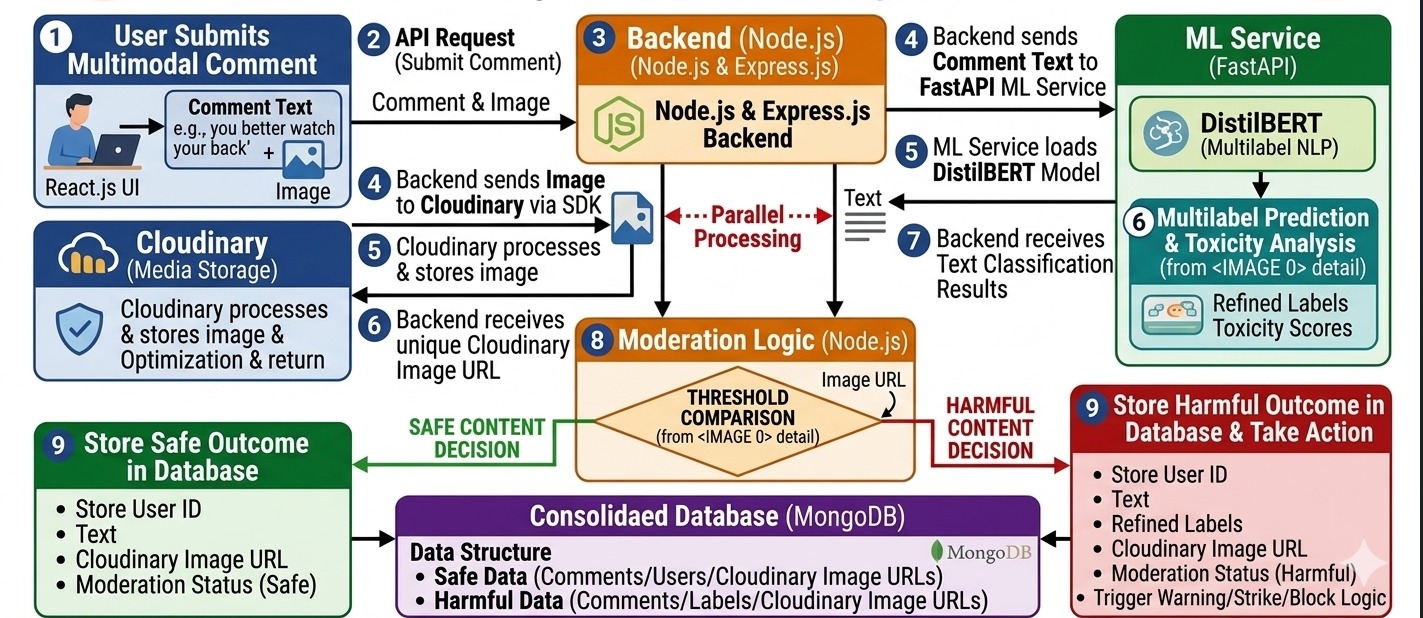 1 User Submits
Multimodal Comment
Comment Text
e.g., you better watch
your back' +
React.js UI
Image
2 API Request
(Submit Comment)
Comment & Image
3 Backend (Node.js)
(Node.js & Express.js)
JS
Node.js & Express.js
Backend
4 Backend sends
Comment Text to
FastAPI ML Service
5 ML Service loads
DistilBERT Model
ML Service
(FastAPI)
DistilBERT
(Multilabel NLP)
6 Multilabel Prediction
& Toxicity Analysis
(from <IMAGE 0> detail)
Refined Labels
Toxicity Scores
4 Backend sends Image
to Cloudinary via SDK
5 Cloudinary processes
& stores image
6 Backend receives
unique Cloudinary
Image URL
Parallel
Processing
Text
7 Backend receives
Text Classification
Results
Cloudinary
(Media Storage)
Cloudinary processes
& stores image &
Optimization & return
8 Moderation Logic (Node.js)
Image URL
THRESHOLD
COMPARISON
(from <IMAGE 0> detail)
SAFE CONTENT
DECISION
HARMFUL
CONTENT
DECISION
9 Store Safe Outcome
in Database
• Store User ID
• Text
• Cloudinary Image URL
• Moderation Status (Safe)
9 Store Harmful Outcome in
Database & Take Action
• Store User ID
• Text
• Refined Labels
• Cloudinary Image URL
• Moderation Status (Harmful)
• Trigger Warning/Strike/Block Logic
Consolidaed Database (MongoDB)
Data Structure
MongoDB
• Safe Data (Comments/Users/Cloudinary Image URLs)
• Harmful Data (Comments/Labels/Cloudinary Image URLs)